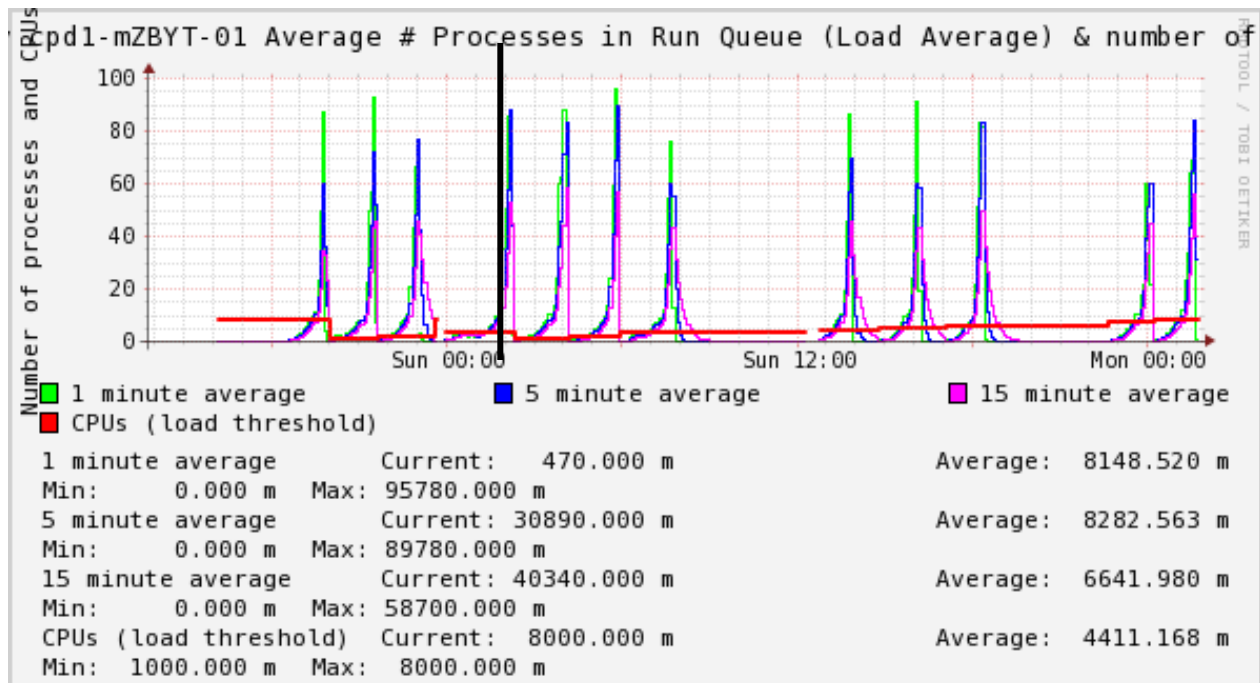 cpd1-mZBYT-01 Average # Processes in Run Queue (Load Average) & number of
Number of processes and CPUs
RRDTOOL / TOBI OETIKER
100
80
60
40
20
0
Sun 00:00 Sun 12:00 Mon 00:00
1 minute average 5 minute average 15 minute average
CPUs (load threshold)
1 minute average Current: 470.000 m Average: 8148.520 m
Min: 0.000 m Max: 95780.000 m
5 minute average Current: 30890.000 m Average: 8282.563 m
Min: 0.000 m Max: 89780.000 m
15 minute average Current: 40340.000 m Average: 6641.980 m
Min: 0.000 m Max: 58700.000 m
CPUs (load threshold) Current: 8000.000 m Average: 4411.168 m
Min: 1000.000 m Max: 8000.000 m